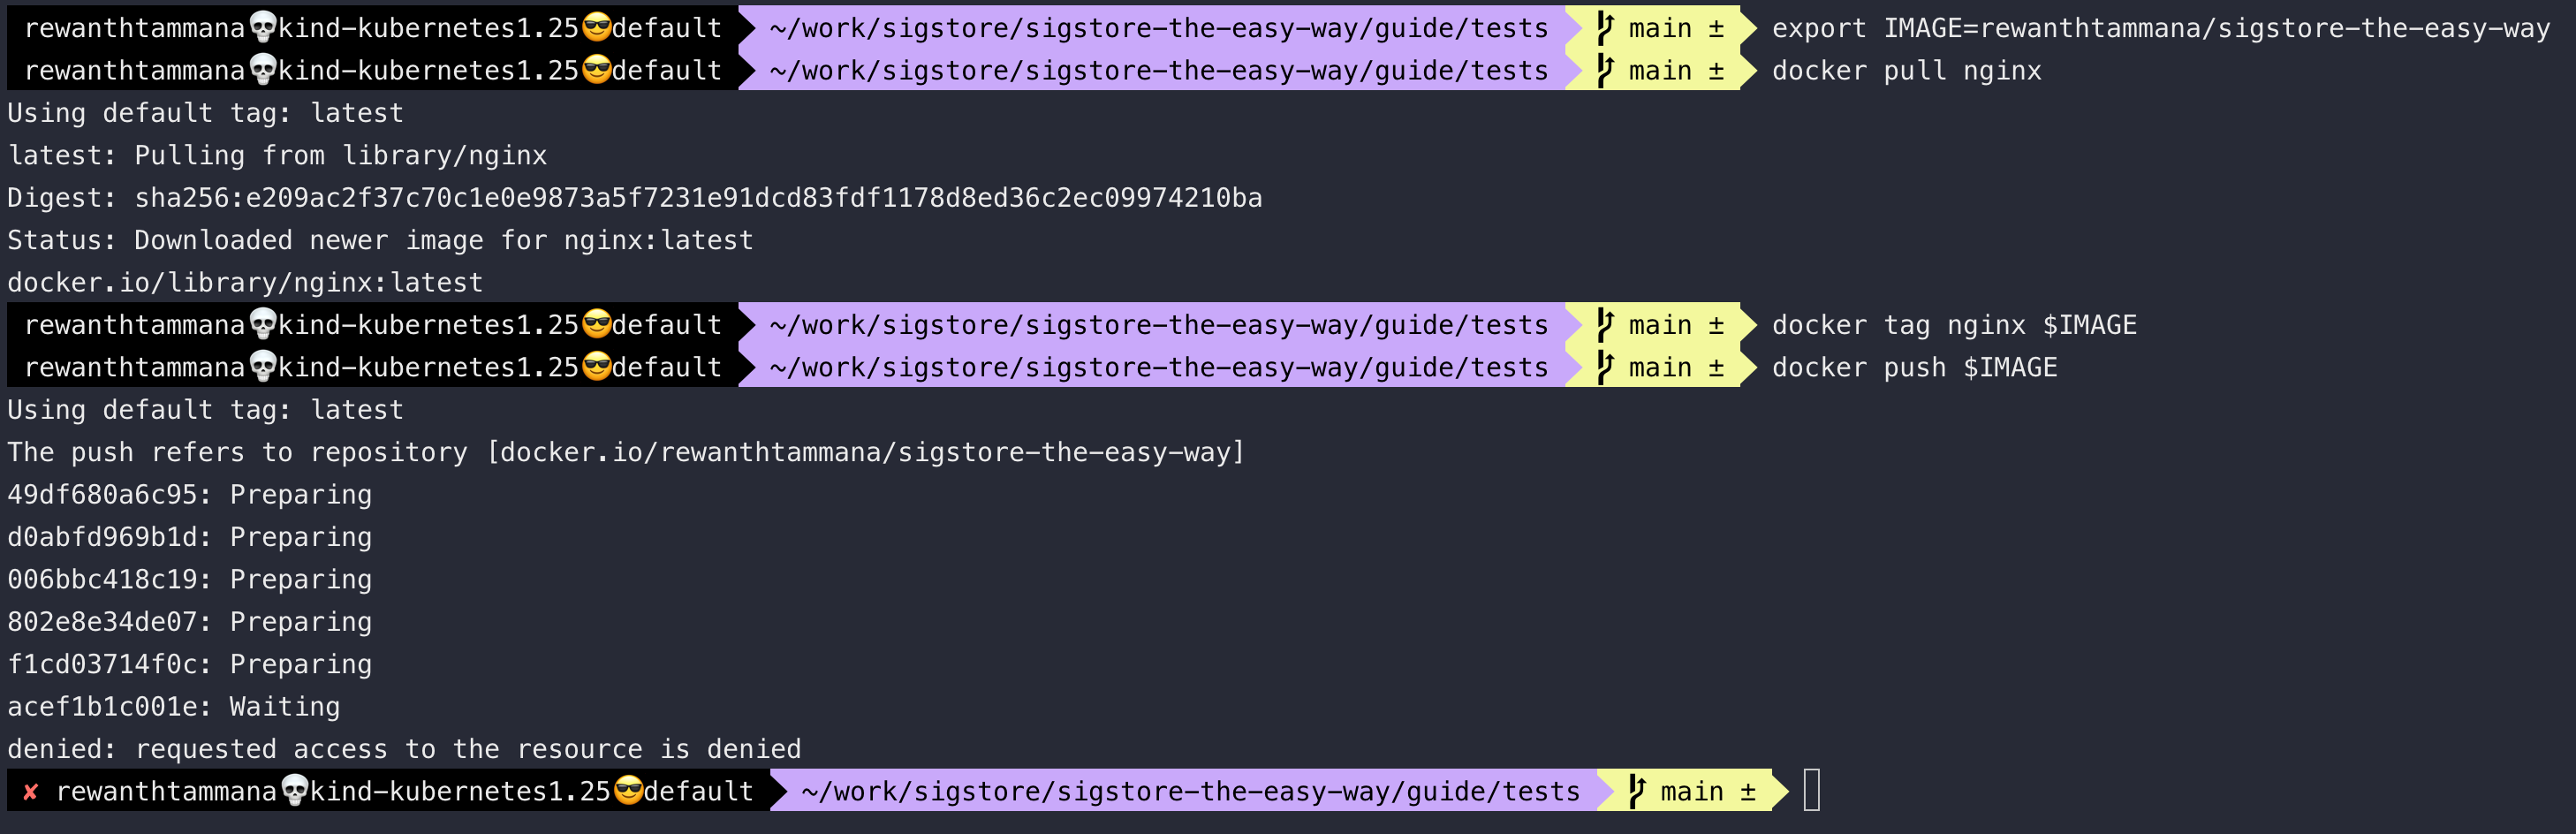 rewanthtammana💀kind-kubernetes1.25😎default ~/work/sigstore/sigstore-the-easy-way/guide/tests main ± export IMAGE=rewanthtammana/sigstore-the-easy-way
rewanthtammana💀kind-kubernetes1.25😎default ~/work/sigstore/sigstore-the-easy-way/guide/tests main ± docker pull nginx
Using default tag: latest
latest: Pulling from library/nginx
Digest: sha256:e209ac2f37c70c1e0e9873a5f7231e91dcd83fdf1178d8ed36c2ec09974210ba
Status: Downloaded newer image for nginx:latest
docker.io/library/nginx:latest
rewanthtammana💀kind-kubernetes1.25😎default ~/work/sigstore/sigstore-the-easy-way/guide/tests main ± docker tag nginx $IMAGE
rewanthtammana💀kind-kubernetes1.25😎default ~/work/sigstore/sigstore-the-easy-way/guide/tests main ± docker push $IMAGE
Using default tag: latest
The push refers to repository [docker.io/rewanthtammana/sigstore-the-easy-way]
49df680a6c95: Preparing
d0abfd969b1d: Preparing
006bbc418c19: Preparing
802e8e34de07: Preparing
f1cd03714f0c: Preparing
acef1b1c001e: Waiting
denied: requested access to the resource is denied
✘ rewanthtammana💀kind-kubernetes1.25😎default ~/work/sigstore/sigstore-the-easy-way/guide/tests main ±